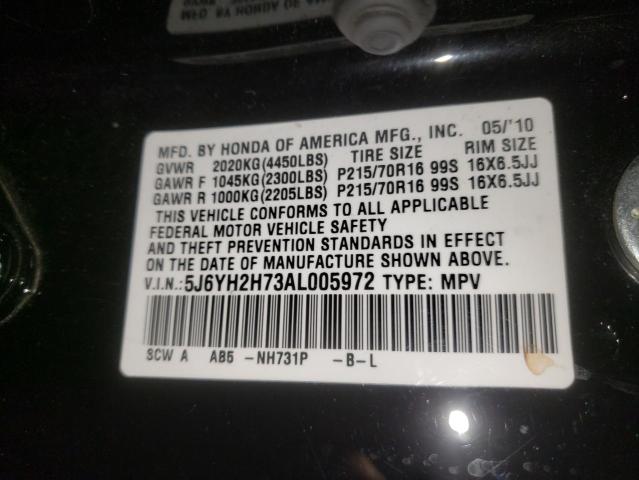 MFD. BY HONDA OF AMERICA MFG., INC. 05/'10
GVWR 2020KG(4450LBS) TIRE SIZE RIM SIZE
GAWR F 1045KG(2300LBS) P215/70R16 99S 16X6.5JJ
GAWR R 1000KG(2205LBS) P215/70R16 99S 16X6.5JJ
THIS VEHICLE CONFORMS TO ALL APPLICABLE
FEDERAL MOTOR VEHICLE SAFETY
AND THEFT PREVENTION STANDARDS IN EFFECT
ON THE DATE OF MANUFACTURE SHOWN ABOVE.
V.I.N.:5J6YH2H73AL005972 TYPE: MPV
SCW A AB5 -NH731P -B-L